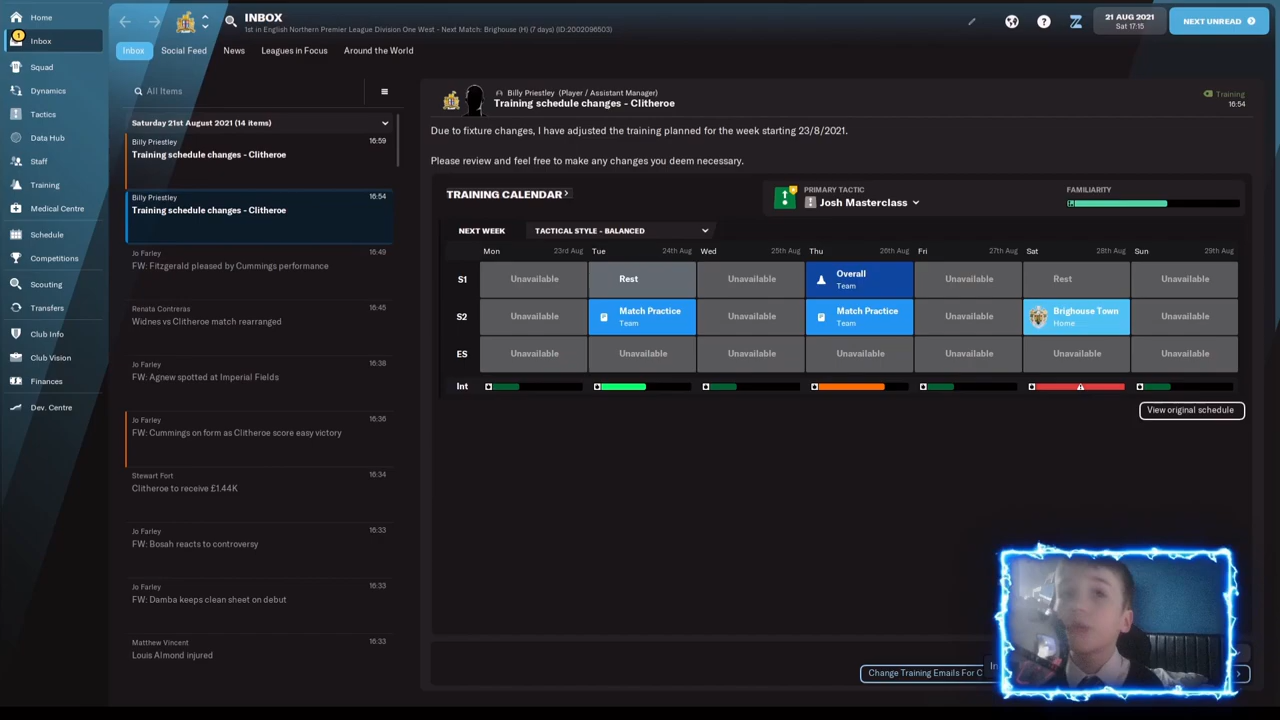 Home
INBOX
1st in English Northern Premier League Division One West - Next Match: Brighouse (H) (7 days) (ID:2002096503)
21 AUG 2021
Sat 17:15
NEXT UNREAD
1
Inbox
Squad
Dynamics
Tactics
Data Hub
Staff
Training
Medical Centre
Schedule
Competitions
Scouting
Transfers
Club Info
Club Vision
Finances
Dev. Centre
Inbox
Social Feed
News
Leagues in Focus
Around the World
All Items
Saturday 21st August 2021 (14 items)
Billy Priestley
16:59
Training schedule changes - Clitheroe
Billy Priestley
16:54
Training schedule changes - Clitheroe
Jo Farley
16:49
FW: Fitzgerald pleased by Cummings performance
Renata Contreras
16:45
Widnes vs Clitheroe match rearranged
Jo Farley
16:38
FW: Agnew spotted at Imperial Fields
Jo Farley
16:36
FW: Cummings on form as Clitheroe score easy victory
Stewart Fort
16:34
Clitheroe to receive £1.44K
Jo Farley
16:33
FW: Bosah reacts to controversy
Jo Farley
16:33
FW: Damba keeps clean sheet on debut
Matthew Vincent
16:33
Louis Almond injured
Billy Priestley (Player / Assistant Manager)
Training schedule changes - Clitheroe
Training
16:54
Due to fixture changes, I have adjusted the training planned for the week starting 23/8/2021.
Please review and feel free to make any changes you deem necessary.
TRAINING CALENDAR
PRIMARY TACTIC
Josh Masterclass
FAMILIARITY
NEXT WEEK
TACTICAL STYLE - BALANCED
Mon 23rd Aug Tue 24th Aug Wed 25th Aug Thu 26th Aug Fri 27th Aug Sat 28th Aug Sun 29th Aug
S1 Unavailable Rest Unavailable Overall Team Unavailable Rest Unavailable
S2 Unavailable Match Practice Team Unavailable Match Practice Team Unavailable Brighouse Town Home Unavailable
ES Unavailable Unavailable Unavailable Unavailable Unavailable Unavailable Unavailable
Int
View original schedule
Change Training Emails For C
In